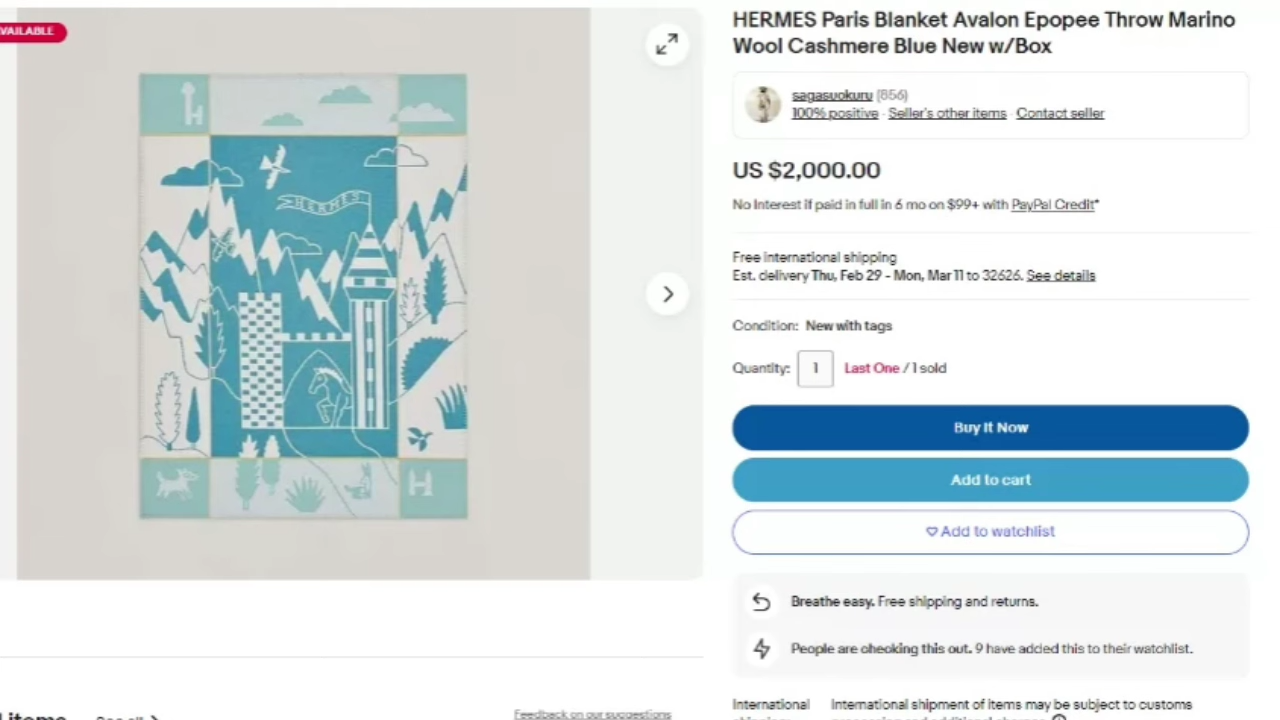 VAILABLE
HERMES Paris Blanket Avalon Epopee Throw Marino
Wool Cashmere Blue New w/Box
sagasuokuru (856)
100% positive · Seller's other items · Contact seller
US $2,000.00
No Interest if paid in full in 6 mo on $99+ with PayPal Credit*
Free international shipping
Est. delivery Thu, Feb 29 - Mon, Mar 11 to 32626. See details
Condition: New with tags
Quantity: 1 Last One / 1 sold
Buy It Now
Add to cart
Add to watchlist
Breathe easy. Free shipping and returns.
People are checking this out. 9 have added this to their watchlist.
International International shipment of items may be subject to customs
HERMES
H
H
Feedback on our suggestions